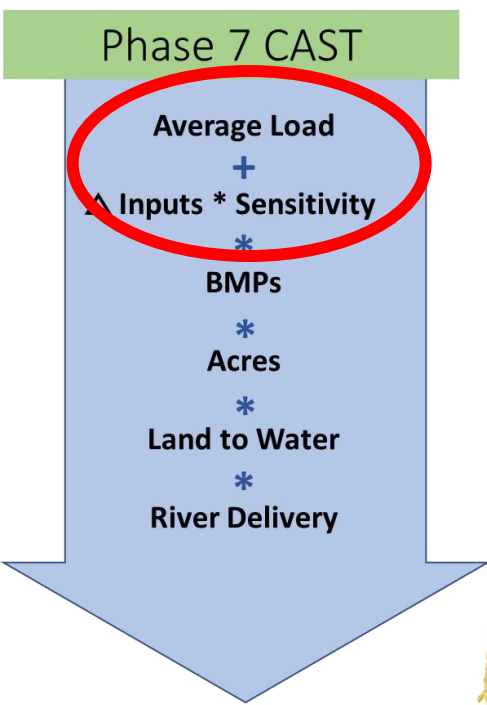 Phase 7 CAST
Average Load
+
Δ Inputs * Sensitivity
*
BMPs
*
Acres
*
Land to Water
*
River Delivery